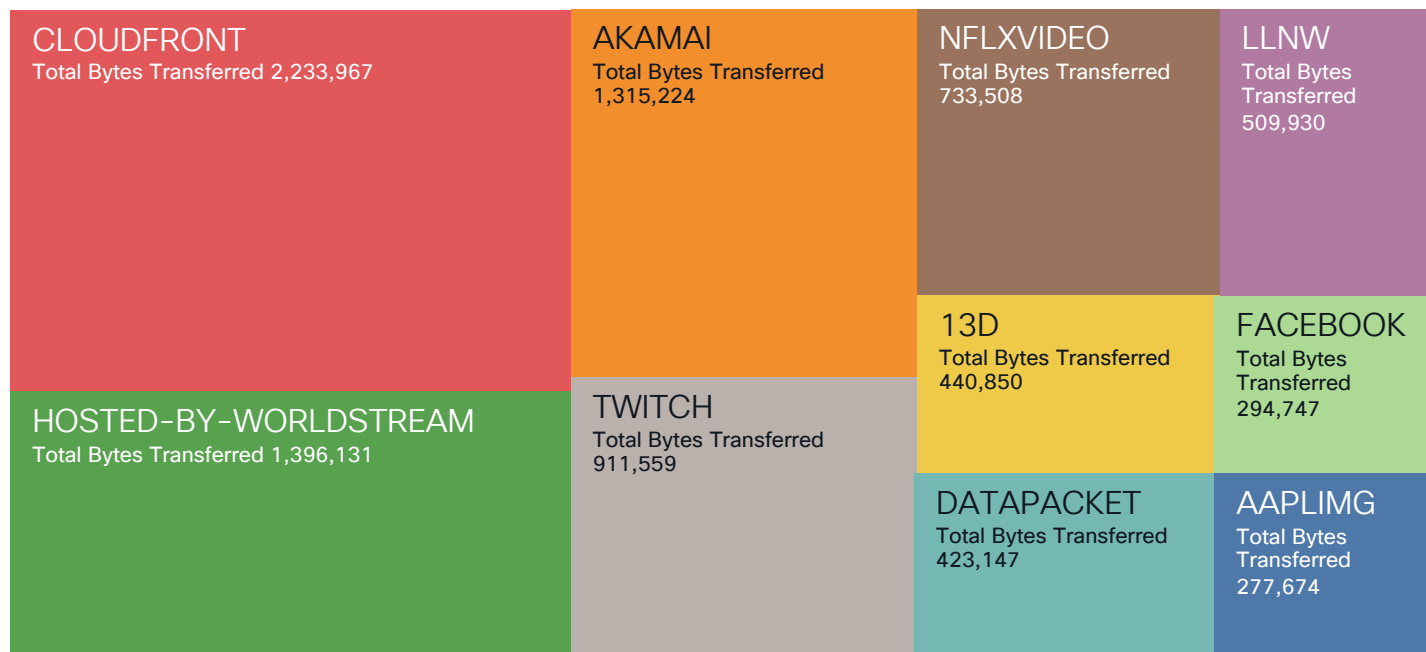 CLOUDFRONT
Total Bytes Transferred 2,233,967
HOSTED-BY-WORLDSTREAM
Total Bytes Transferred 1,396,131
AKAMAI
Total Bytes Transferred
1,315,224
TWITCH
Total Bytes Transferred
911,559
NFLXVIDEO
Total Bytes Transferred
733,508
LLNW
Total Bytes
Transferred
509,930
13D
Total Bytes Transferred
440,850
FACEBOOK
Total Bytes
Transferred
294,747
DATAPACKET
Total Bytes Transferred
423,147
AAPLIMG
Total Bytes
Transferred
277,674